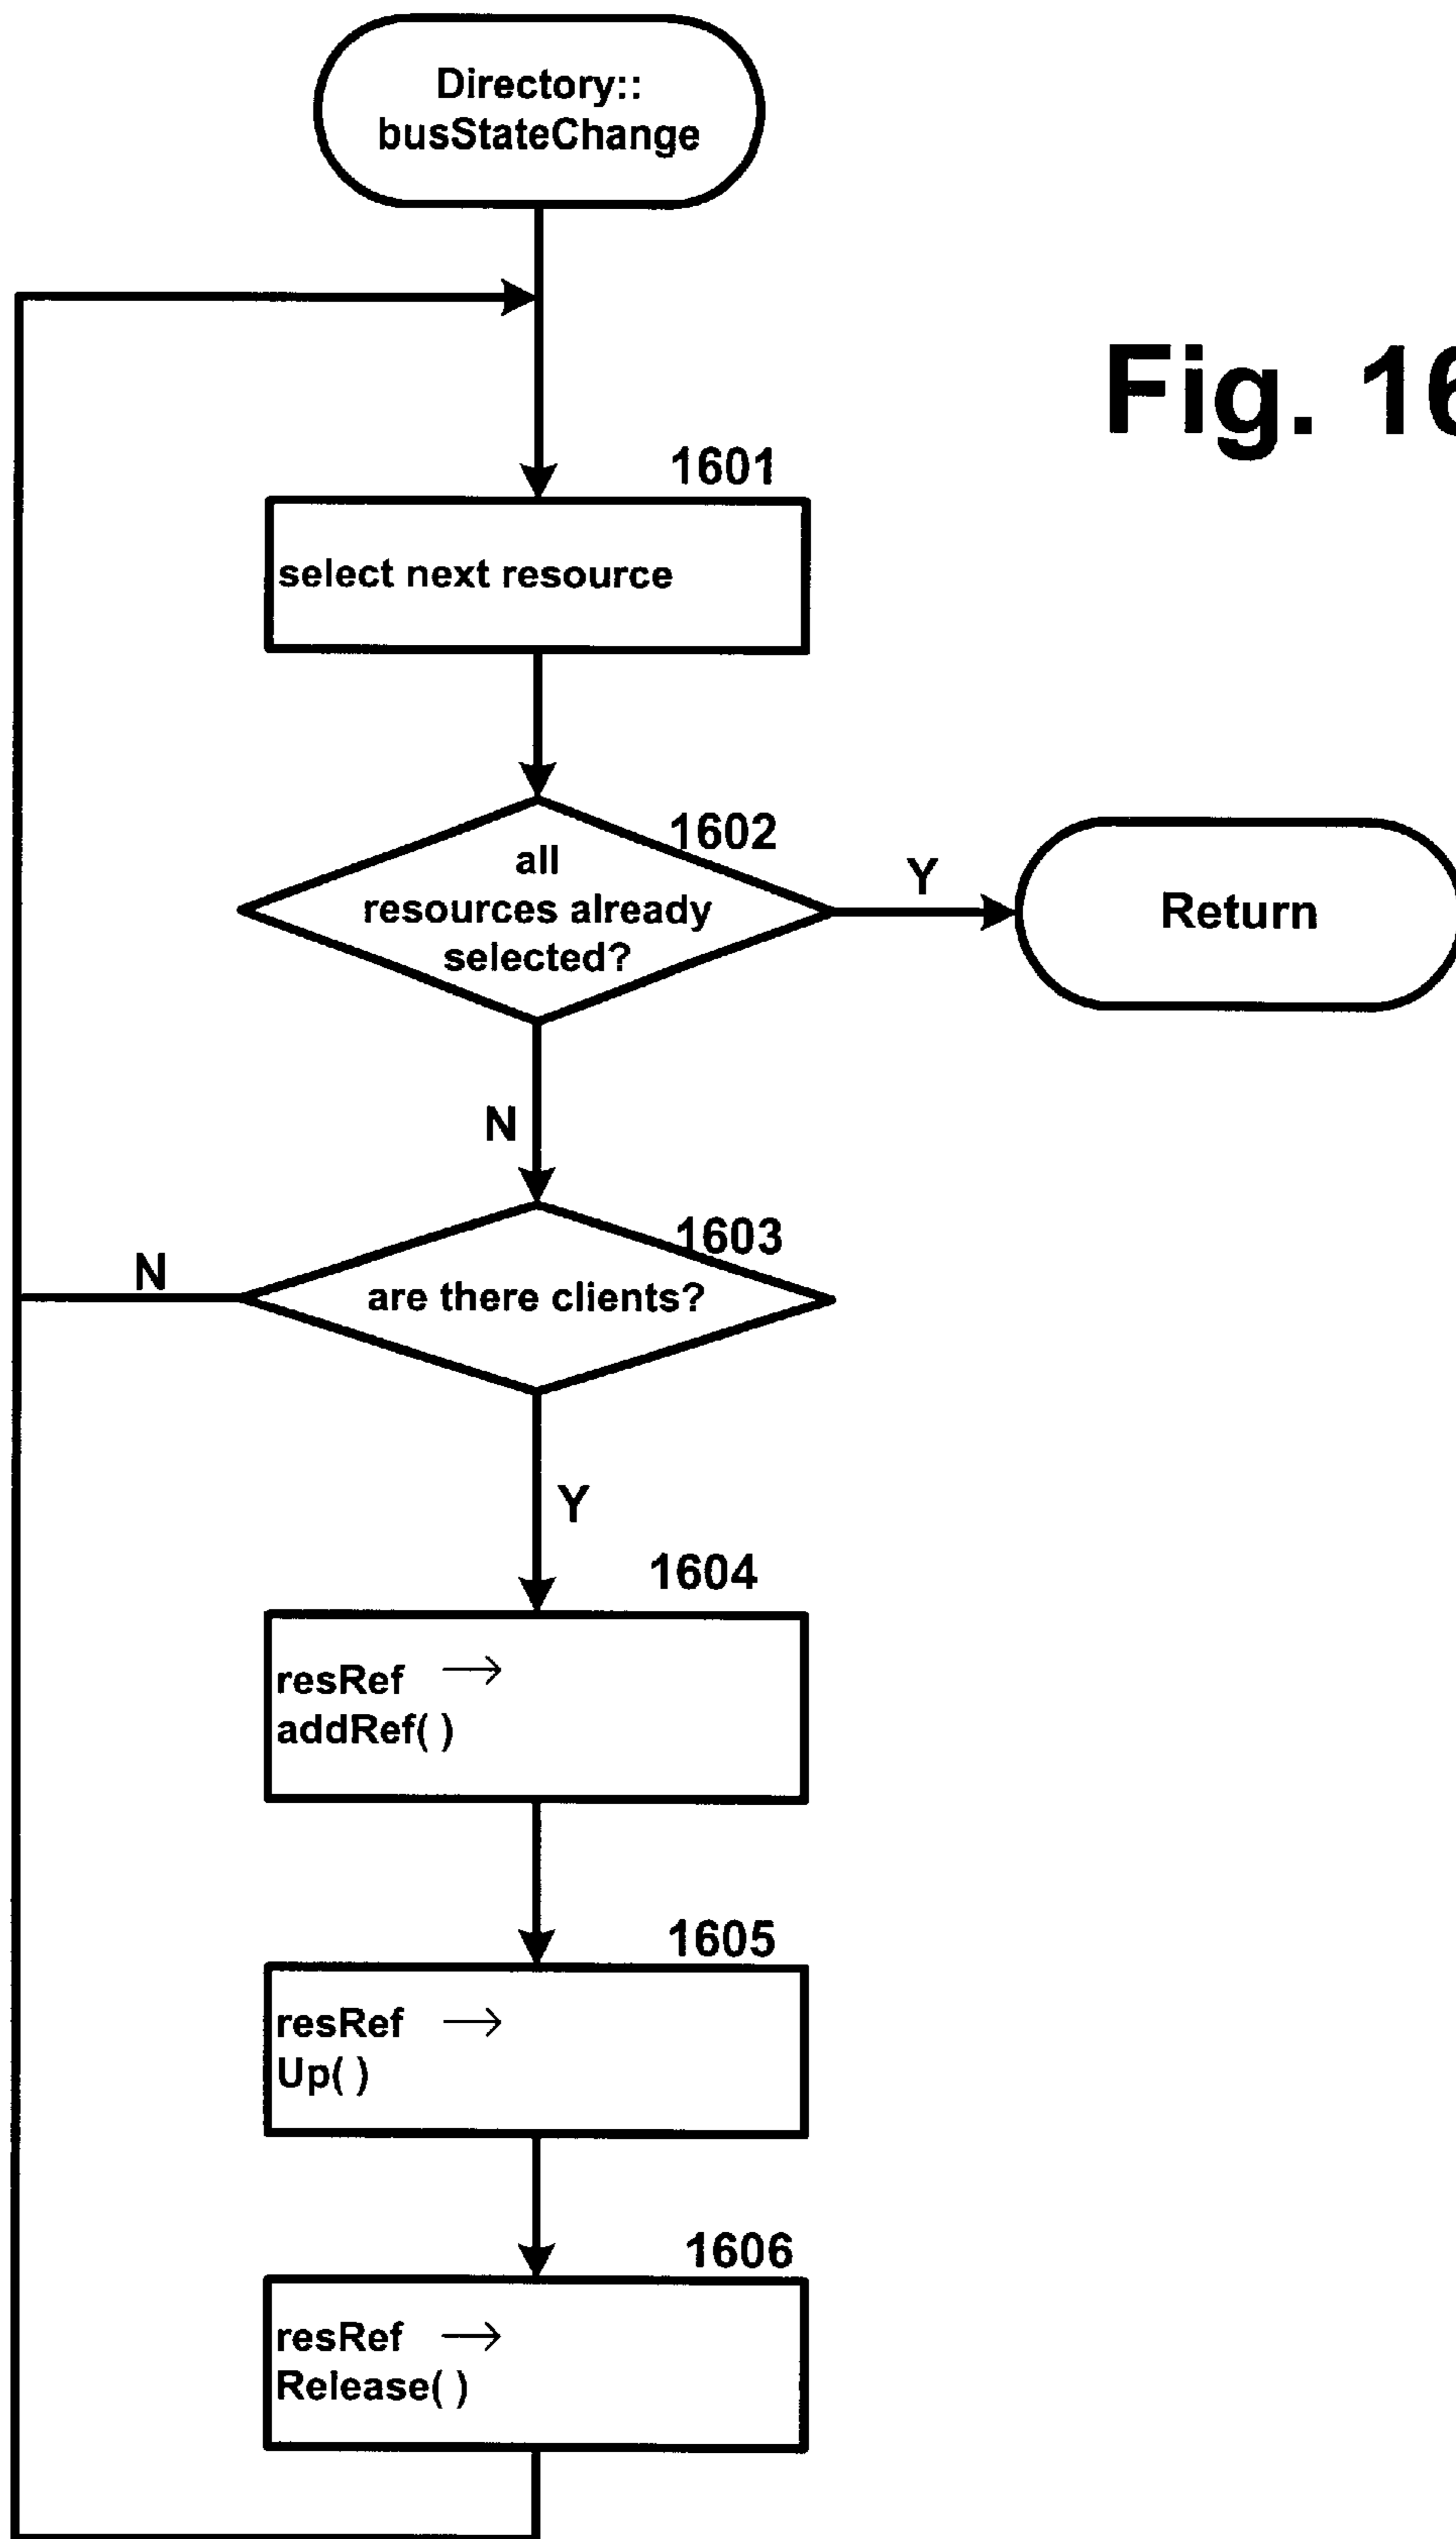 Directory::
busStateChange
Fig. 16
1601
select next resource
1602
all
resources already
selected?
Y
Return
N
1603
are there clients?
N
Y
1604
resRef →
addRef( )
1605
resRef →
Up( )
1606
resRef →
Release( )